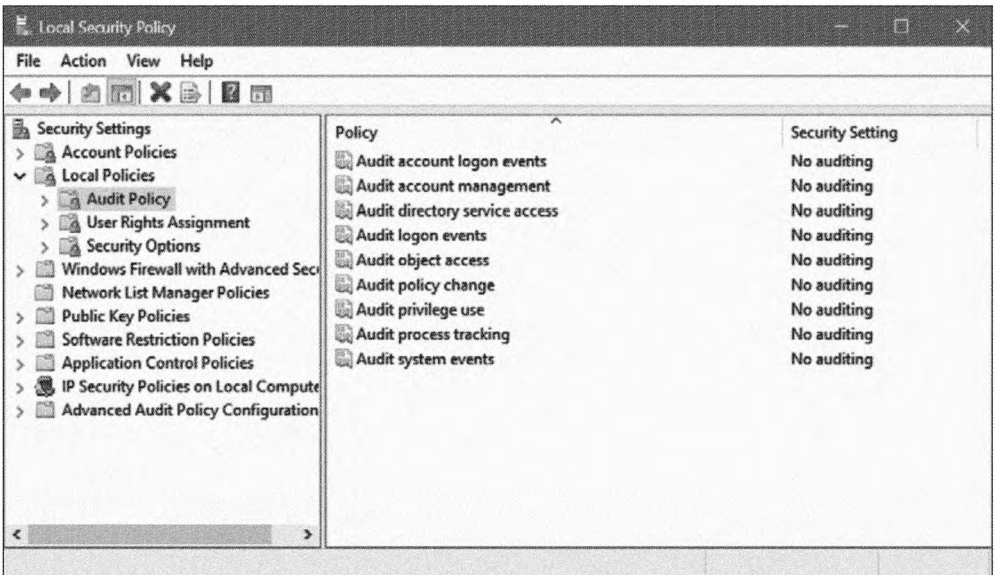 Local Security Policy
File Action View Help
Security Settings
Account Policies
Local Policies
Audit Policy
User Rights Assignment
Security Options
Windows Firewall with Advanced Secu
Network List Manager Policies
Public Key Policies
Software Restriction Policies
Application Control Policies
IP Security Policies on Local Compute
Advanced Audit Policy Configuration
Policy Security Setting
Audit account logon events No auditing
Audit account management No auditing
Audit directory service access No auditing
Audit logon events No auditing
Audit object access No auditing
Audit policy change No auditing
Audit privilege use No auditing
Audit process tracking No auditing
Audit system events No auditing